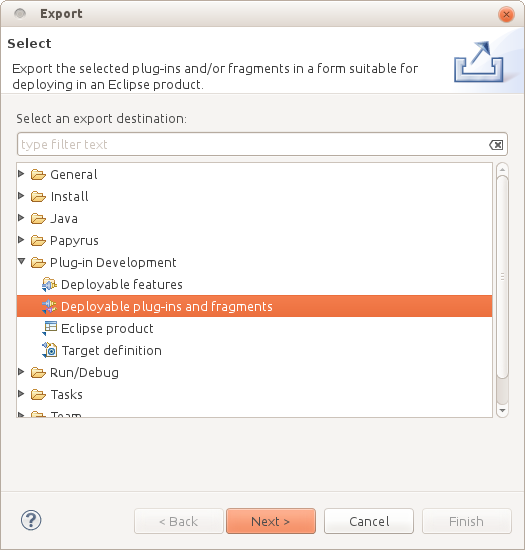 Export
Select
Export the selected plug-ins and/or fragments in a form suitable for
deploying in an Eclipse product.
Select an export destination:
type filter text
General
Install
Java
Papyrus
Plug-in Development
Deployable features
Deployable plug-ins and fragments
Eclipse product
Target definition
Run/Debug
Tasks
Team
?
< Back
Next >
Cancel
Finish